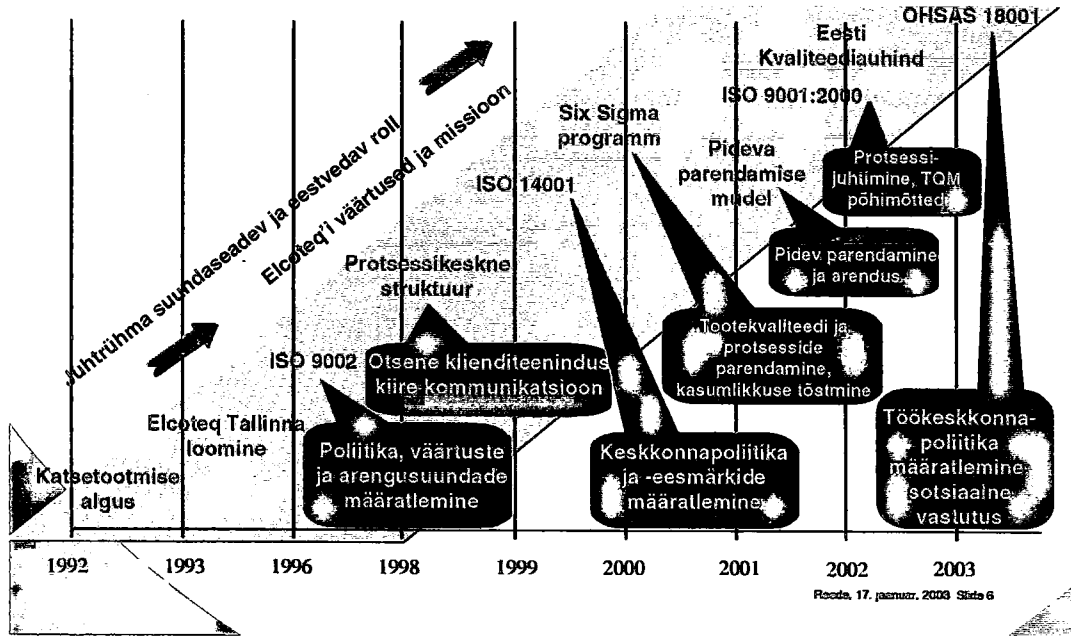 OHSAS 18001
Eesti
Kvaliteediauhind
ISO 9001:2000
Six Sigma
programm
Pideva
parendamise
mudel
Protsessi-
juhtimine, TQM
põhimõtted
ISO 14001
Juhtrühma suundaseadev ja eestvedav roll
Elcoteq'i väärtused ja missioon
Pidev parendamine
ja arendus
Protsessikeskne
struktuur
Tootekvaliteedi ja
protsesside
parendamine,
kasumlikkuse tõstmine
ISO 9002
Otsene klienditeenindus
kiire kommunikatsioon
Elcoteq Tallinna
loomine
Poliitika, väärtuste
ja arengusuundade
määratlemine
Keskkonnapoliitika
ja -eesmärkide
määratlemine
Töökeskkonna-
poliitika
määratlemine
sotsiaalne
vastutus
Katsetootmise
algus
1992 1993 1996 1998 1999 2000 2001 2002 2003
Reede, 17. jaanuar, 2003 Slide 6